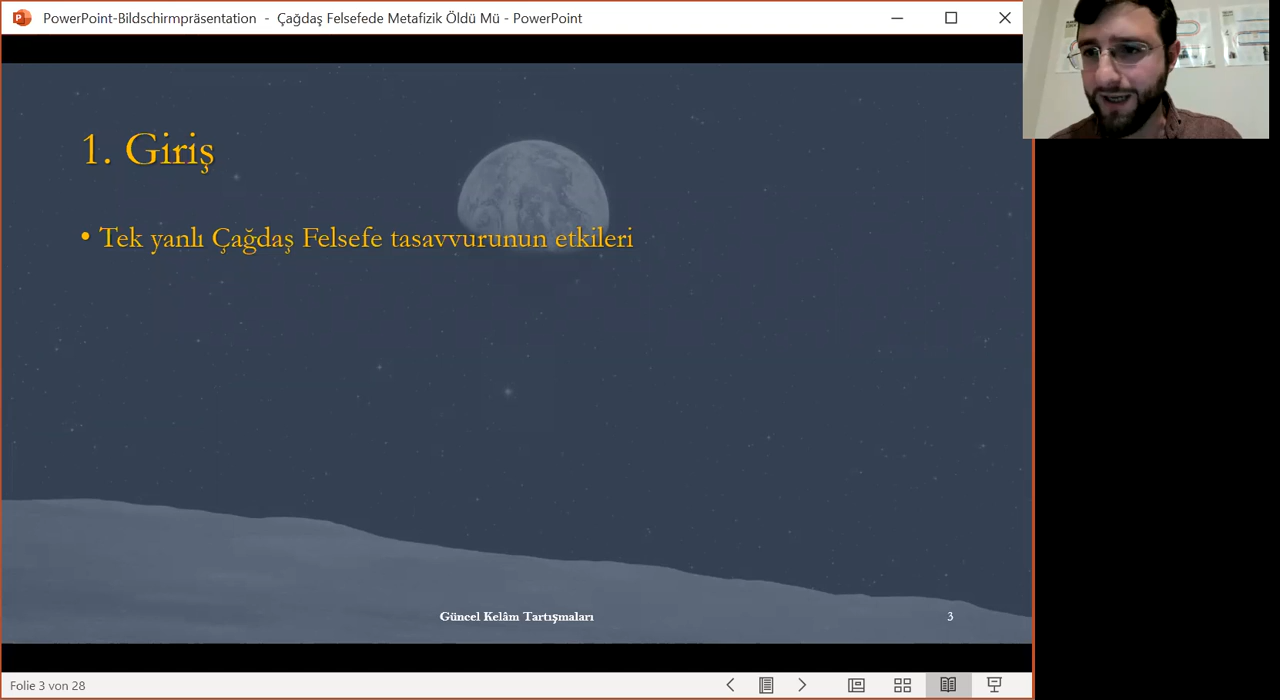 PowerPoint-Bildschirmpräsentation - Çağdaş Felsefede Metafizik Öldü Mü - PowerPoint
1. Giriş
• Tek yanlı Çağdaş Felsefe tasavvurunun etkileri
Güncel Kelâm Tartışmaları
3
Folie 3 von 28